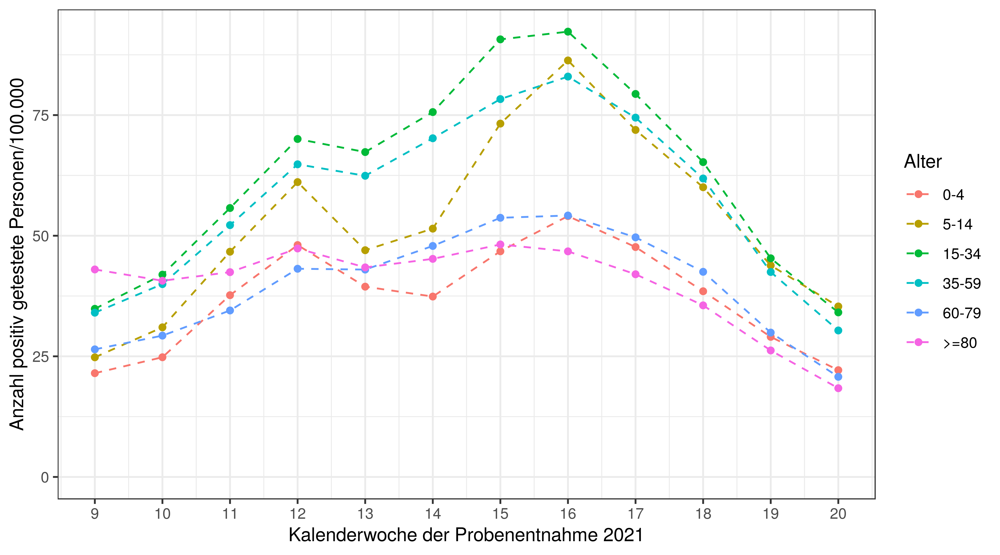 Anzahl positiv getestete Personen/100.000
75
50
25
0
9 10 11 12 13 14 15 16 17 18 19 20
Kalenderwoche der Probenentnahme 2021
Alter
0-4
5-14
15-34
35-59
60-79
>=80